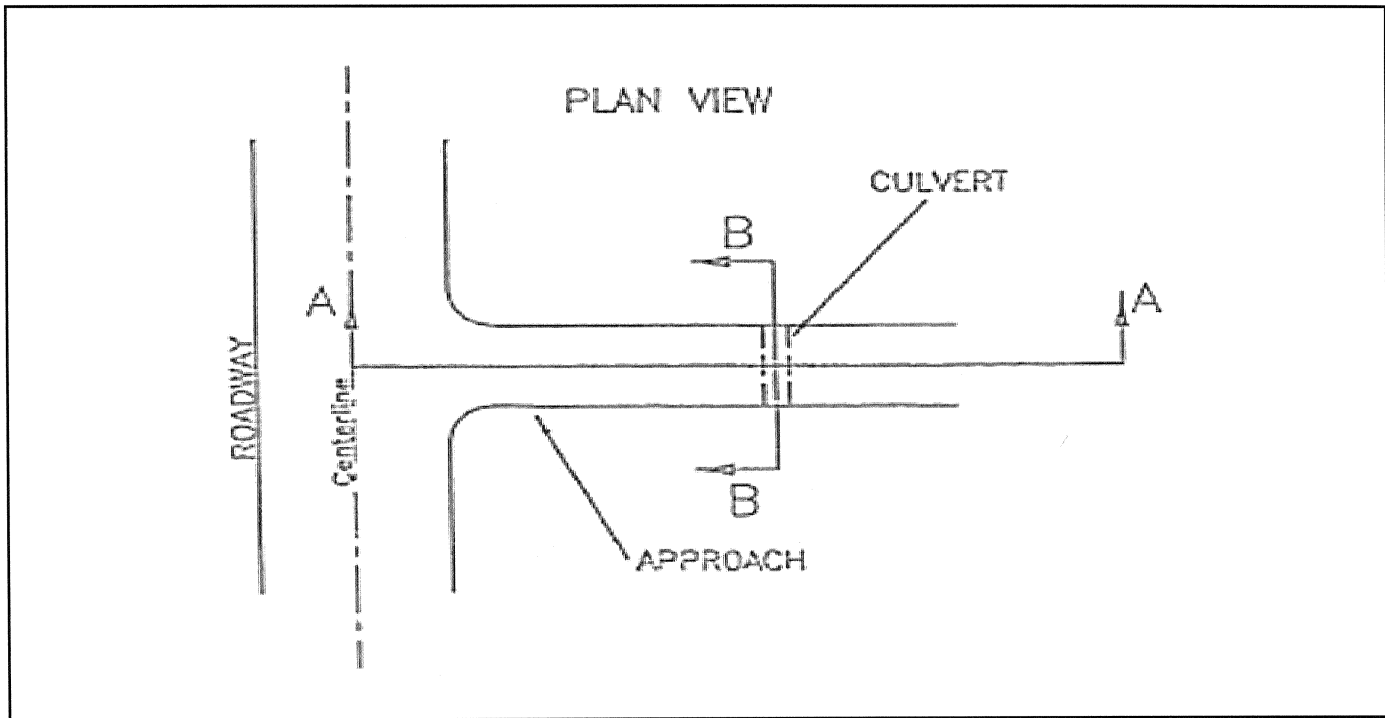 PLAN VIEW
CULVERT
B
A
A
ROADWAY
Centerline
B
APPROACH